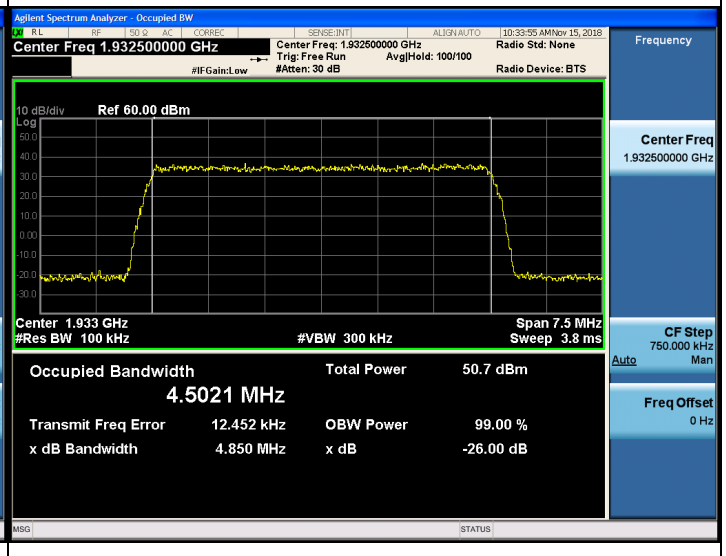 Agilent Spectrum Analyzer - Occupied BW
LXI RL RF 50 Ω AC CORREC SENSE:INT ALIGN AUTO 10:33:55 AM Nov 15, 2018
Center Freq 1.932500000 GHz
Center Freq: 1.932500000 GHz
Radio Std: None
Trig: Free Run Avg|Hold: 100/100
#IFGain:Low #Atten: 30 dB Radio Device: BTS
Frequency
10 dB/div Ref 60.00 dBm
Log
50.0
40.0
30.0
20.0
10.0
0.00
-10.0
-20.0
-30.0
Center 1.933 GHz Span 7.5 MHz
#Res BW 100 kHz #VBW 300 kHz Sweep 3.8 ms
Occupied Bandwidth Total Power 50.7 dBm
4.5021 MHz
Transmit Freq Error 12.452 kHz OBW Power 99.00 %
x dB Bandwidth 4.850 MHz x dB -26.00 dB
Center Freq
1.932500000 GHz
CF Step
750.000 kHz
Auto Man
Freq Offset
0 Hz
MSG STATUS